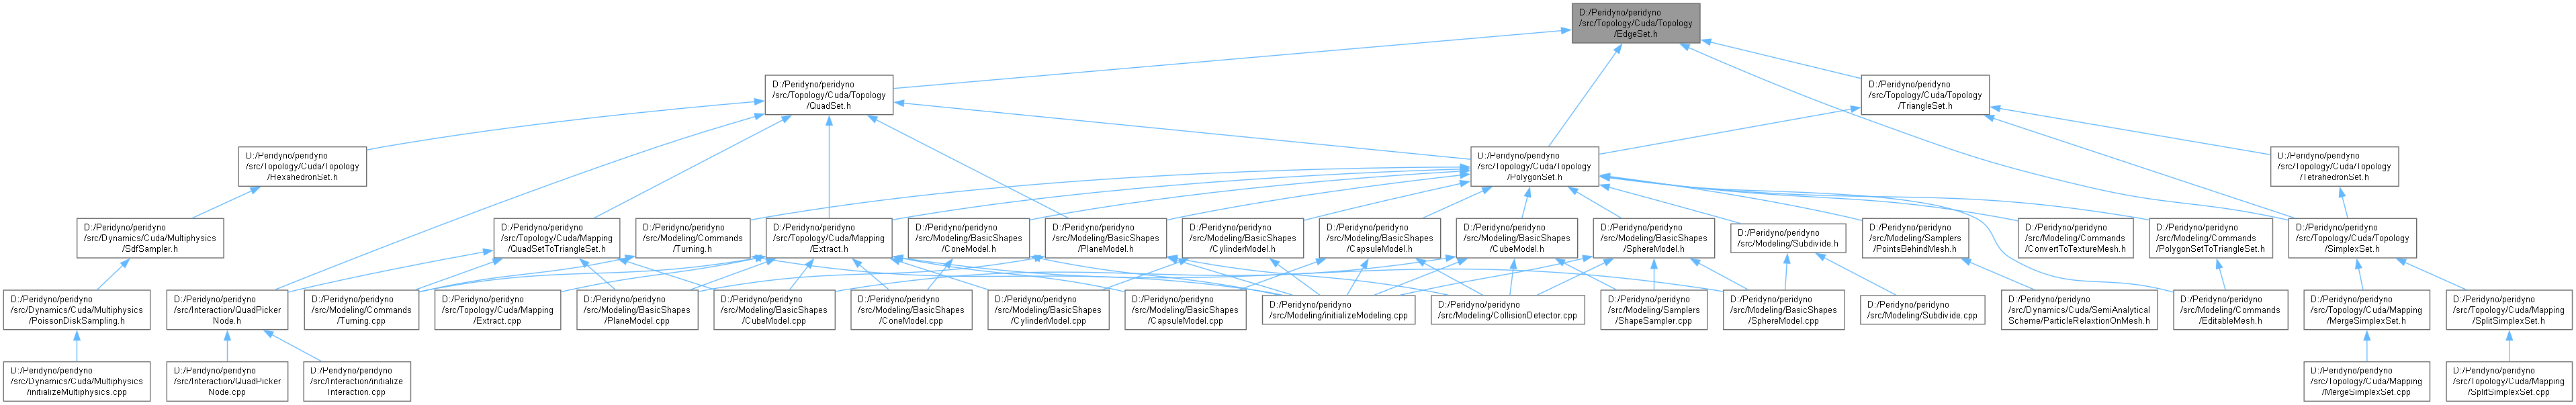 D:/Peridyno/peridyno
/src/Topology/Cuda/Topology
/EdgeSet.h
D:/Peridyno/peridyno
/src/Topology/Cuda/Topology
/QuadSet.h
D:/Peridyno/peridyno
/src/Topology/Cuda/Topology
/TriangleSet.h
D:/Peridyno/peridyno
/src/Topology/Cuda/Topology
/HexahedronSet.h
D:/Peridyno/peridyno
/src/Topology/Cuda/Topology
/PolygonSet.h
D:/Peridyno/peridyno
/src/Topology/Cuda/Topology
/TetrahedronSet.h
D:/Peridyno/peridyno
/src/Dynamics/Cuda/Multiphysics
/SdfSampler.h
D:/Peridyno/peridyno
/src/Topology/Cuda/Mapping
/QuadSetToTriangleSet.h
D:/Peridyno/peridyno
/src/Modeling/Commands
/Turning.h
D:/Peridyno/peridyno
/src/Topology/Cuda/Mapping
/Extract.h
D:/Peridyno/peridyno
/src/Modeling/BasicShapes
/ConeModel.h
D:/Peridyno/peridyno
/src/Modeling/BasicShapes
/PlaneModel.h
D:/Peridyno/peridyno
/src/Modeling/BasicShapes
/CylinderModel.h
D:/Peridyno/peridyno
/src/Modeling/BasicShapes
/CapsuleModel.h
D:/Peridyno/peridyno
/src/Modeling/BasicShapes
/CubeModel.h
D:/Peridyno/peridyno
/src/Modeling/BasicShapes
/SphereModel.h
D:/Peridyno/peridyno
/src/Modeling/Subdivide.h
D:/Peridyno/peridyno
/src/Modeling/Samplers
/PointsBehindMesh.h
D:/Peridyno/peridyno
/src/Modeling/Commands
/ConvertToTextureMesh.h
D:/Peridyno/peridyno
/src/Modeling/Commands
/PolygonSetToTriangleSet.h
D:/Peridyno/peridyno
/src/Topology/Cuda/Topology
/SimplexSet.h
D:/Peridyno/peridyno
/src/Dynamics/Cuda/Multiphysics
/PoissonDiskSampling.h
D:/Peridyno/peridyno
/src/Interaction/QuadPicker
Node.h
D:/Peridyno/peridyno
/src/Modeling/Commands
/Turning.cpp
D:/Peridyno/peridyno
/src/Topology/Cuda/Mapping
/Extract.cpp
D:/Peridyno/peridyno
/src/Modeling/BasicShapes
/PlaneModel.cpp
D:/Peridyno/peridyno
/src/Modeling/BasicShapes
/CubeModel.cpp
D:/Peridyno/peridyno
/src/Modeling/BasicShapes
/ConeModel.cpp
D:/Peridyno/peridyno
/src/Modeling/BasicShapes
/CylinderModel.cpp
D:/Peridyno/peridyno
/src/Modeling/BasicShapes
/CapsuleModel.cpp
D:/Peridyno/peridyno
/src/Modeling/initializeModeling.cpp
D:/Peridyno/peridyno
/src/Modeling/CollisionDetector.cpp
D:/Peridyno/peridyno
/src/Modeling/Samplers
/ShapeSampler.cpp
D:/Peridyno/peridyno
/src/Modeling/BasicShapes
/SphereModel.cpp
D:/Peridyno/peridyno
/src/Modeling/Subdivide.cpp
D:/Peridyno/peridyno
/src/Dynamics/Cuda/SemiAnalytical
Scheme/ParticleRelaxtionOnMesh.h
D:/Peridyno/peridyno
/src/Modeling/Commands
/EditableMesh.h
D:/Peridyno/peridyno
/src/Topology/Cuda/Mapping
/MergeSimplexSet.h
D:/Peridyno/peridyno
/src/Topology/Cuda/Mapping
/SplitSimplexSet.h
D:/Peridyno/peridyno
/src/Dynamics/Cuda/Multiphysics
/initializeMultiphysics.cpp
D:/Peridyno/peridyno
/src/Interaction/QuadPicker
Node.cpp
D:/Peridyno/peridyno
/src/Interaction/initialize
Interaction.cpp
D:/Peridyno/peridyno
/src/Topology/Cuda/Mapping
/MergeSimplexSet.cpp
D:/Peridyno/peridyno
/src/Topology/Cuda/Mapping
/SplitSimplexSet.cpp